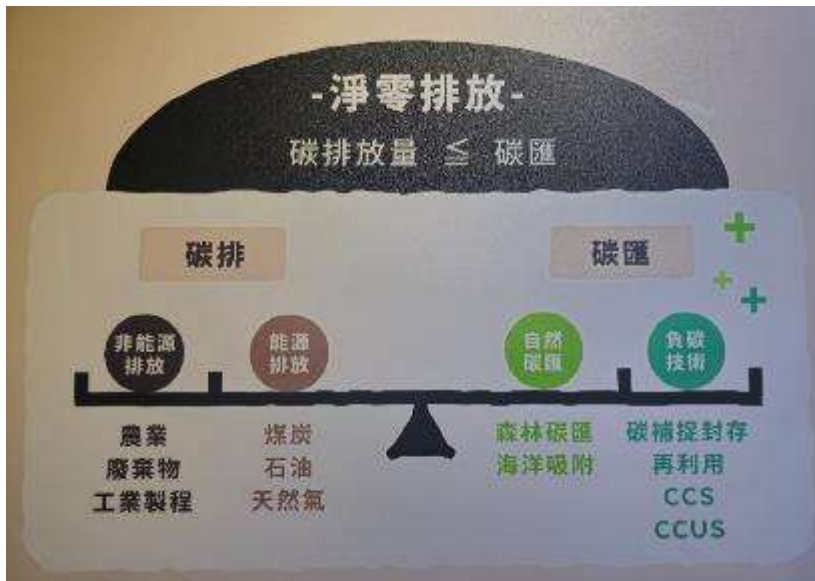 -淨零排放-
碳排放量 ≦ 碳匯
碳排
碳匯
非能源
排放
能源
排放
自然
碳匯
負碳
技術
農業
廢棄物
工業製程
煤炭
石油
天然氣
森林碳匯
海洋吸附
碳補捉封存
再利用
CCS
CCUS